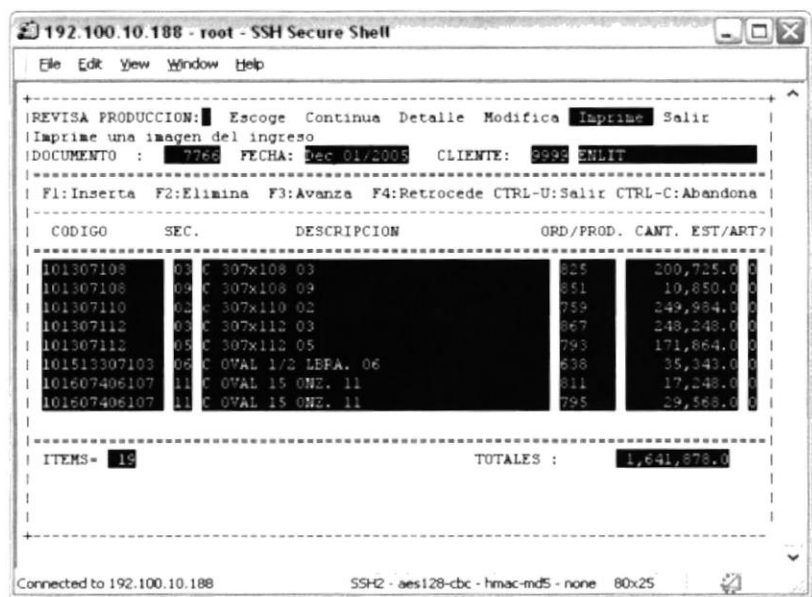 192.100.10.188 - root - SSH Secure Shell
File Edit View Window Help
REVISA PRODUCCION: Escoge Continua Detalle Modifica Imprime Salir
Imprime una imagen del ingreso
DOCUMENTO : 7766 FECHA: Dec 01/2005 CLIENTE: 9999 ENLIT
F1:Inserta F2:Elimina F3:Avanza F4:Retrocede CTRL-U:Salir CTRL-C:Abandona
CODIGO SEC. DESCRIPCION ORD/PROD. CANT. EST/ART?
101307108 03 C 307x108 03 825 200,725.0 0
101307108 09 C 307x108 09 851 10,850.0 0
101307110 02 c 307x110 02 759 249,984.0 0
101307112 03 C 307x112 03 867 248,248.0 0
101307112 05 C 307x112 05 793 171,864.0 0
101513307103 06 C OVAL 1/2 LBRA. 06 638 35,343.0 0
101607406107 11 C OVAL 15 ONZ. 11 811 17,248.0 0
101607406107 11 C OVAL 15 ONZ. 11 795 29,568.0 0
ITEMS= 19 TOTALES : 1,641,878.0
Connected to 192.100.10.188 SSH2 - aes128-cbc - hmac-md5 - none 80x25